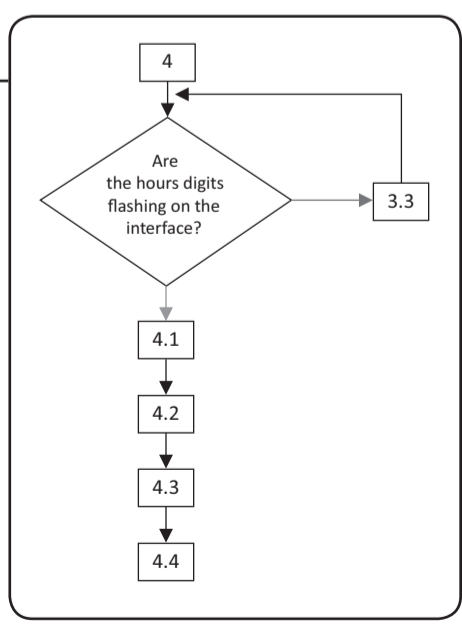 4
Are
the hours digits
flashing on the
interface?
3.3
4.1
4.2
4.3
4.4